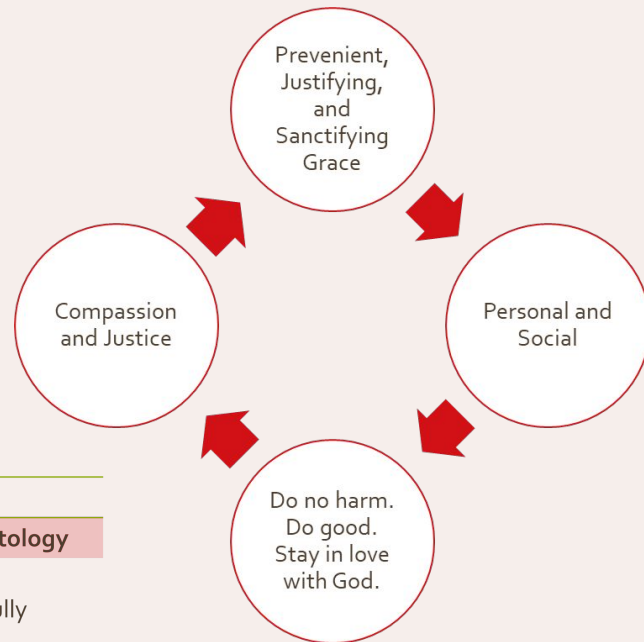 Prevenient,
Justifying,
and
Sanctifying
Grace
Compassion
and Justice
Personal and
Social
Do no harm.
Do good.
Stay in love
with God.
tology